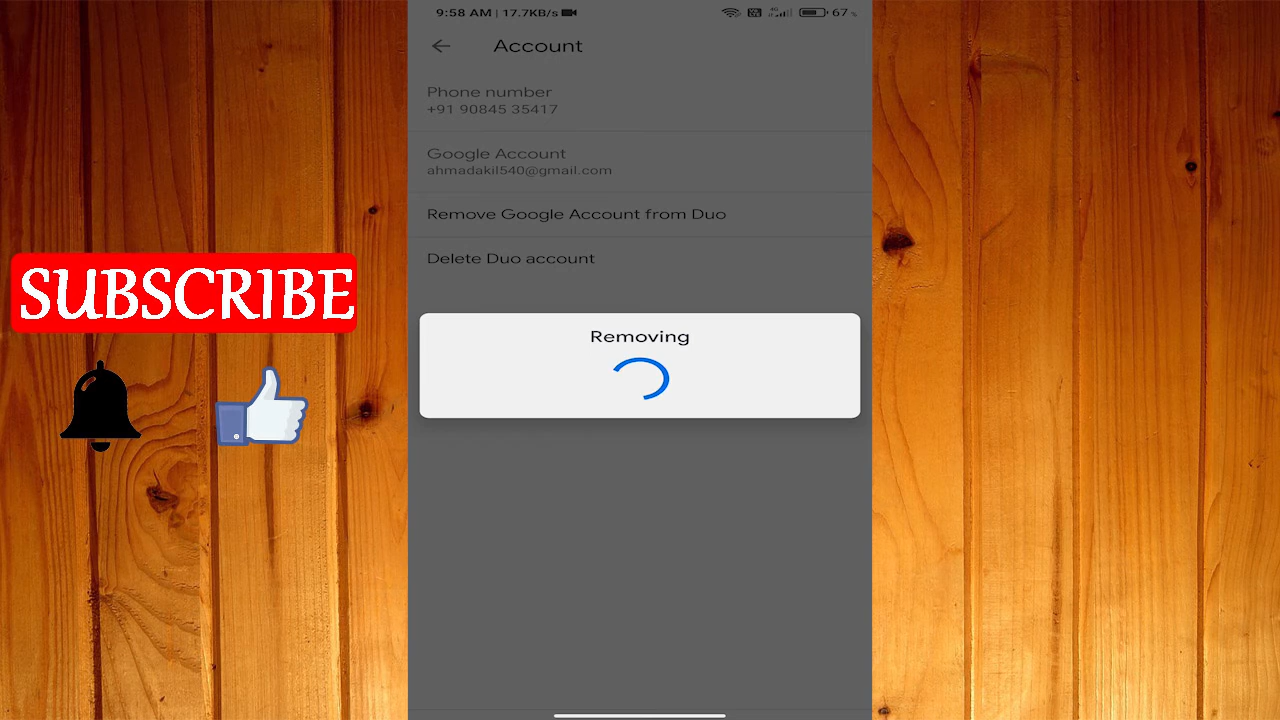 9:58 AM | 17.7KB/s
4G
67
Account
Phone number
+91 90845 35417
Google Account
ahmadakil540@gmail.com
Remove Google Account from Duo
Delete Duo account
SUBSCRIBE
Removing